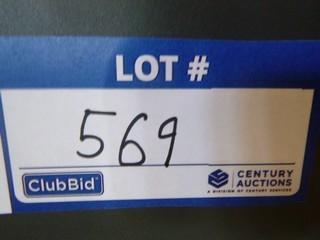 LOT #
569
ClubBid
CENTURY
AUCTIONS
A DIVISION OF CENTURY SERVICES